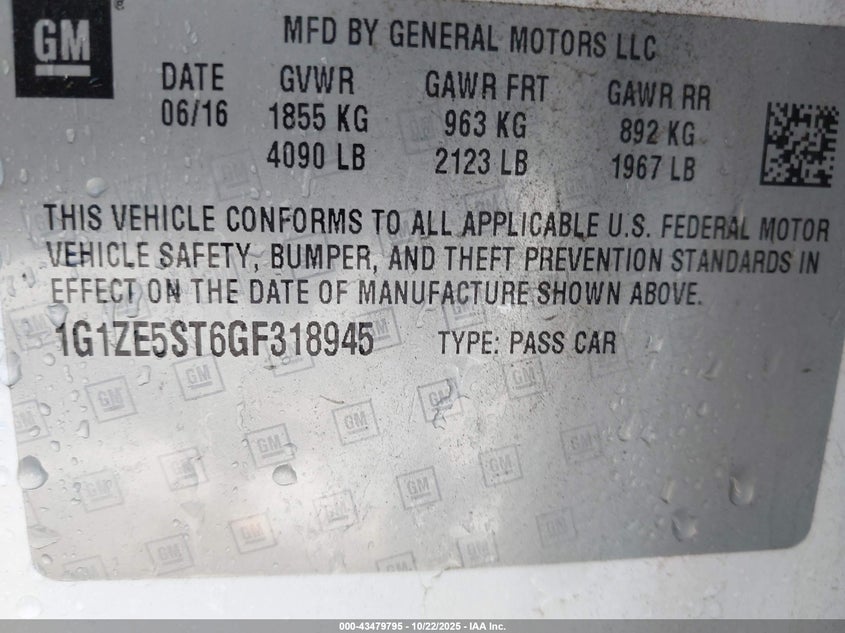 GM
MFD BY GENERAL MOTORS LLC
DATE GVWR GAWR FRT GAWR RR
06/16 1855 KG 963 KG 892 KG
4090 LB 2123 LB 1967 LB
THIS VEHICLE CONFORMS TO ALL APPLICABLE U.S. FEDERAL MOTOR
VEHICLE SAFETY, BUMPER, AND THEFT PREVENTION STANDARDS IN
EFFECT ON THE DATE OF MANUFACTURE SHOWN ABOVE.
1G1ZE5ST6GF318945 TYPE: PASS CAR
000-43479795 - 10/22/2025 - IAA Inc.